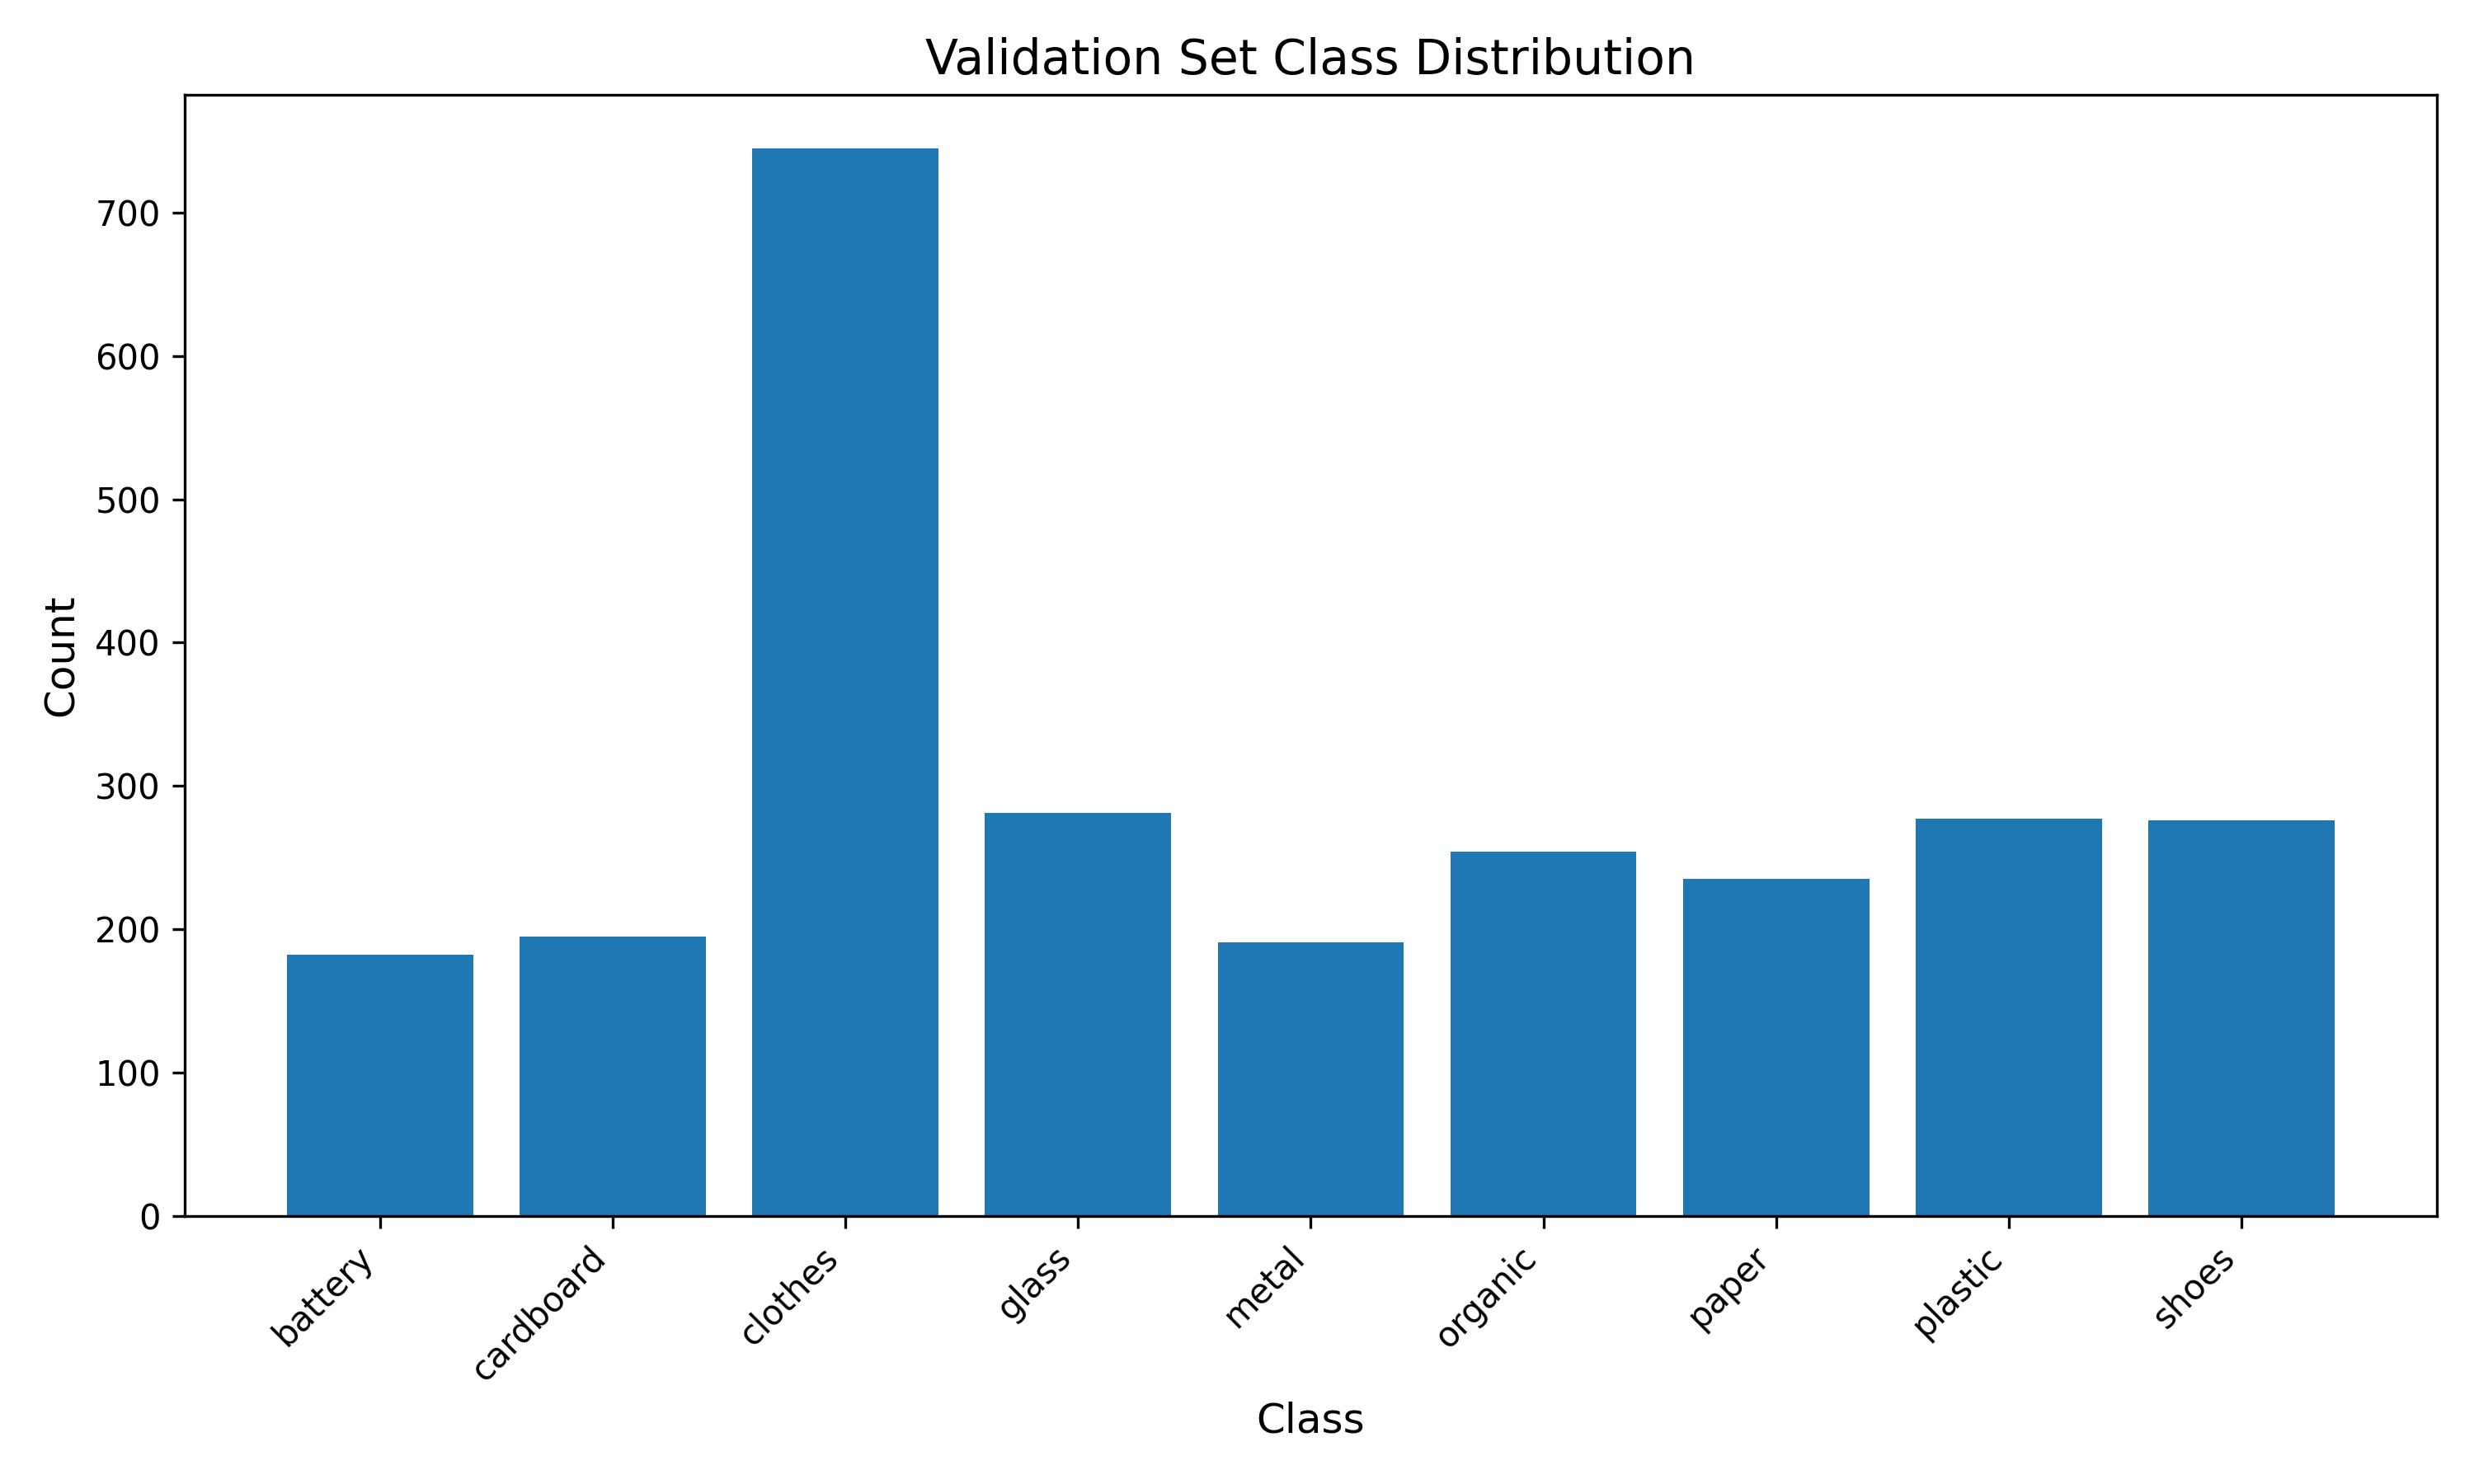 Validation Set Class Distribution
Count
700
600
500
400
300
200
100
0
battery
cardboard
clothes
glass
metal
organic
paper
plastic
shoes
Class